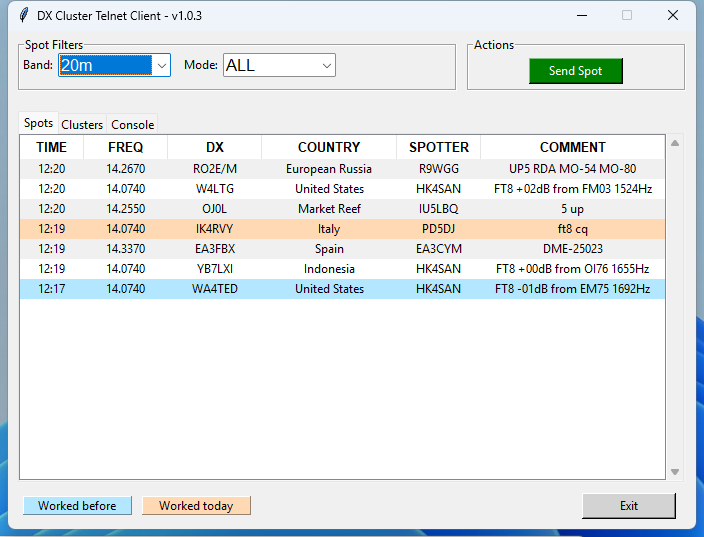 DX Cluster Telnet Client - v1.0.3
Spot Filters
Band: 20m Mode: ALL
Actions
Send Spot
Spots Clusters Console
TIME FREQ DX COUNTRY SPOTTER COMMENT
12:20 14.2670 RO2E/M European Russia R9WGG UP5 RDA MO-54 MO-80
12:20 14.0740 W4LTG United States HK4SAN FT8 +02dB from FM03 1524Hz
12:20 14.2550 OJ0L Market Reef IU5LBQ 5 up
12:19 14.0740 IK4RVY Italy PD5DJ ft8 cq
12:19 14.3370 EA3FBX Spain EA3CYM DME-25023
12:19 14.0740 YB7LXI Indonesia HK4SAN FT8 +00dB from OI76 1655Hz
12:17 14.0740 WA4TED United States HK4SAN FT8 -01dB from EM75 1692Hz
Worked before Worked today Exit